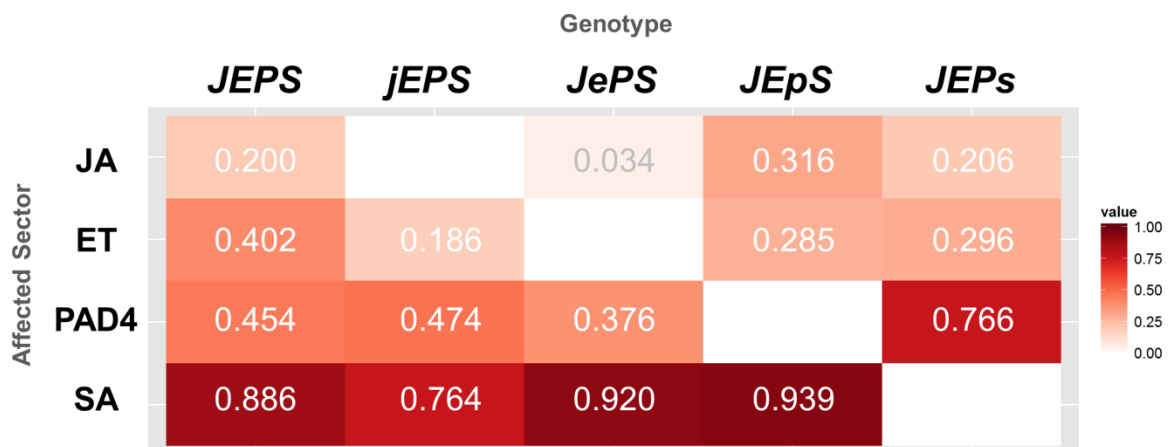 Genotype
JEPS jEPS JePS JEpS JEPs
Affected Sector
JA 0.200 0.034 0.316 0.206
ET 0.402 0.186 0.285 0.296
PAD4 0.454 0.474 0.376 0.766
SA 0.886 0.764 0.920 0.939
value
1.00
0.75
0.50
0.25
0.00